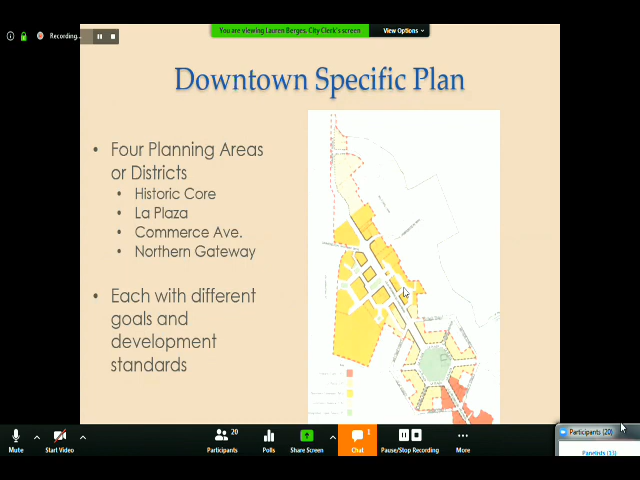 You are viewing Lauren Berges, City Clerk's screen
View Options
Recording...
Downtown Specific Plan
• Four Planning Areas
or Districts
• Historic Core
• La Plaza
• Commerce Ave.
• Northern Gateway
• Each with different
goals and
development
standards
20
1
Mute
Start Video
Participants
Polls
Share Screen
Chat
Pause/Stop Recording
More
Participants (20)